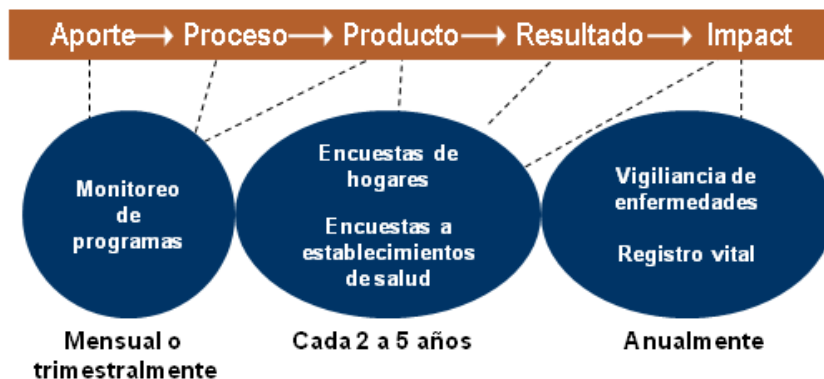 Aporte → Proceso → Producto → Resultado → Impact
Monitoreo
de
programas
Encuestas de
hogares
Encuestas a
establecimientos
de salud
Vigiliancia de
enfermedades
Registro vital
Mensual o
trimestralmente
Cada 2 a 5 años
Anualmente